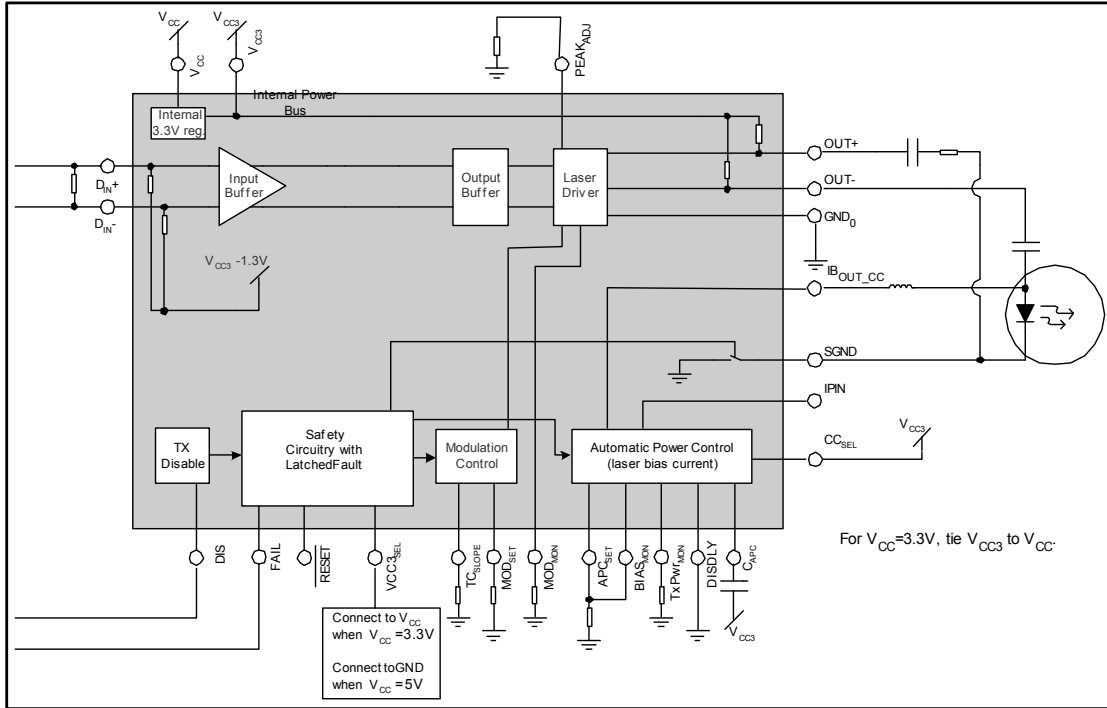 VCC
VCC3
VCC
VCC3
PEAKADJ
Internal Power
Bus
Internal
3.3V reg.
OUT+
DIN+
Input
Buffer
Output
Buffer
Laser
Driver
OUT-
DIN-
GND0
VCC3 -1.3V
IBOUT_CC
SGND
IPIN
TX
Disable
Safety
Circuitry with
LatchedFault
Modulation
Control
Automatic Power Control
(laser bias current)
VCC3
CCSEL
DIS
FAIL
RESET
VCC3SEL
TCSLOPE
MODSET
MODMON
APCSET
BIASMON
TxPwrMON
DISDLY
CAPC
For VCC=3.3V, tie VCC3 to VCC.
Connect to VCC
when VCC =3.3V
Connect toGND
when VCC =5V
VCC3